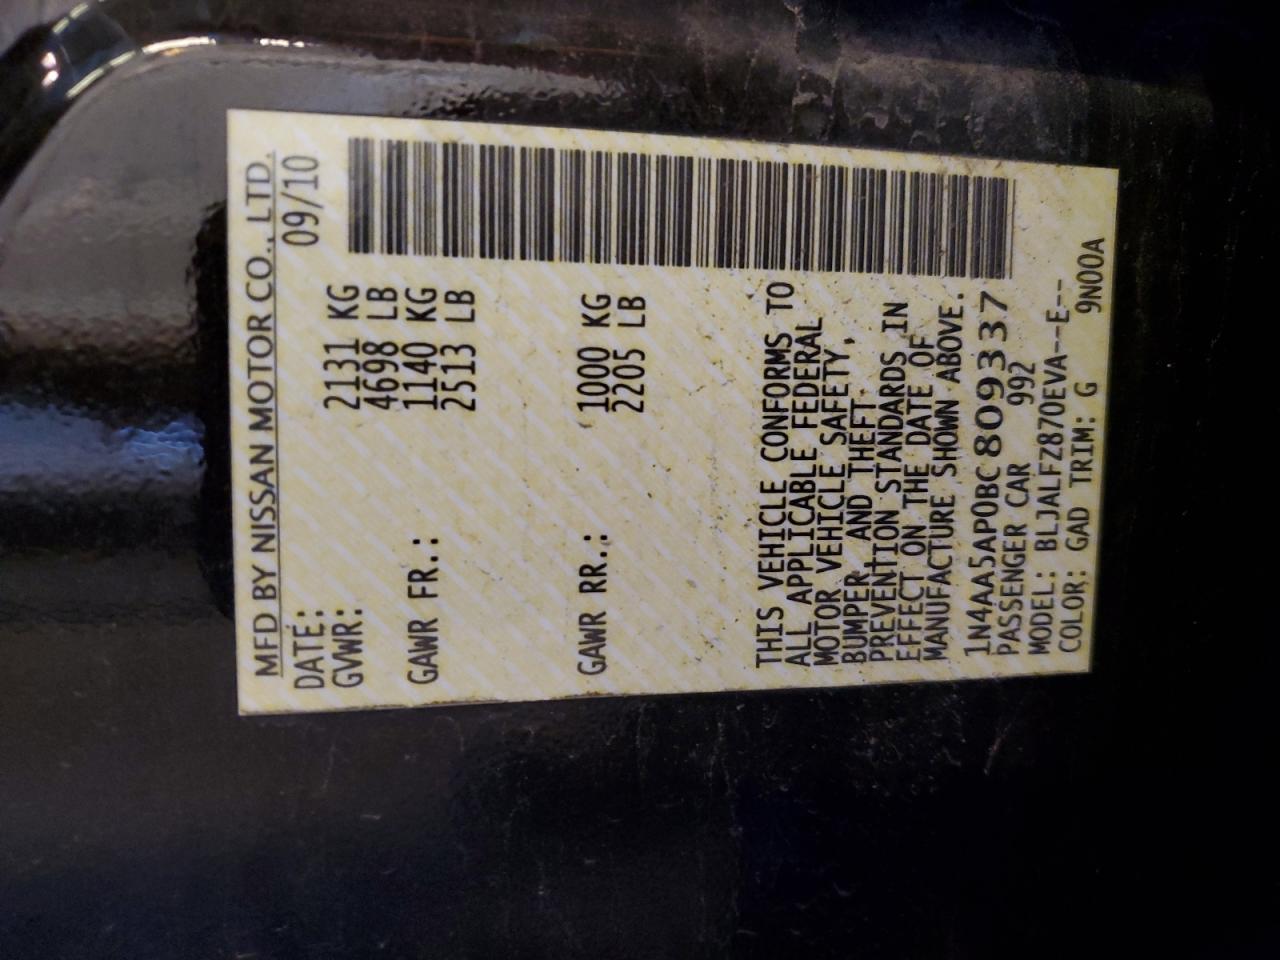 MFD BY NISSAN MOTOR CO., LTD.
DATE: 09/10
GVWR: 2131 KG
4698 LB
GAWR FR.: 1140 KG
2513 LB
GAWR RR.: 1000 KG
2205 LB
THIS VEHICLE CONFORMS TO
ALL APPLICABLE FEDERAL
MOTOR VEHICLE SAFETY,
BUMPER, AND THEFT
PREVENTION STANDARDS IN
EFFECT ON THE DATE OF
MANUFACTURE SHOWN ABOVE.
1N4AA5AP0BC809337
PASSENGER CAR 992
MODEL: BLJALFZ870EVA--E--
COLOR: GAD TRIM: G 9N00A